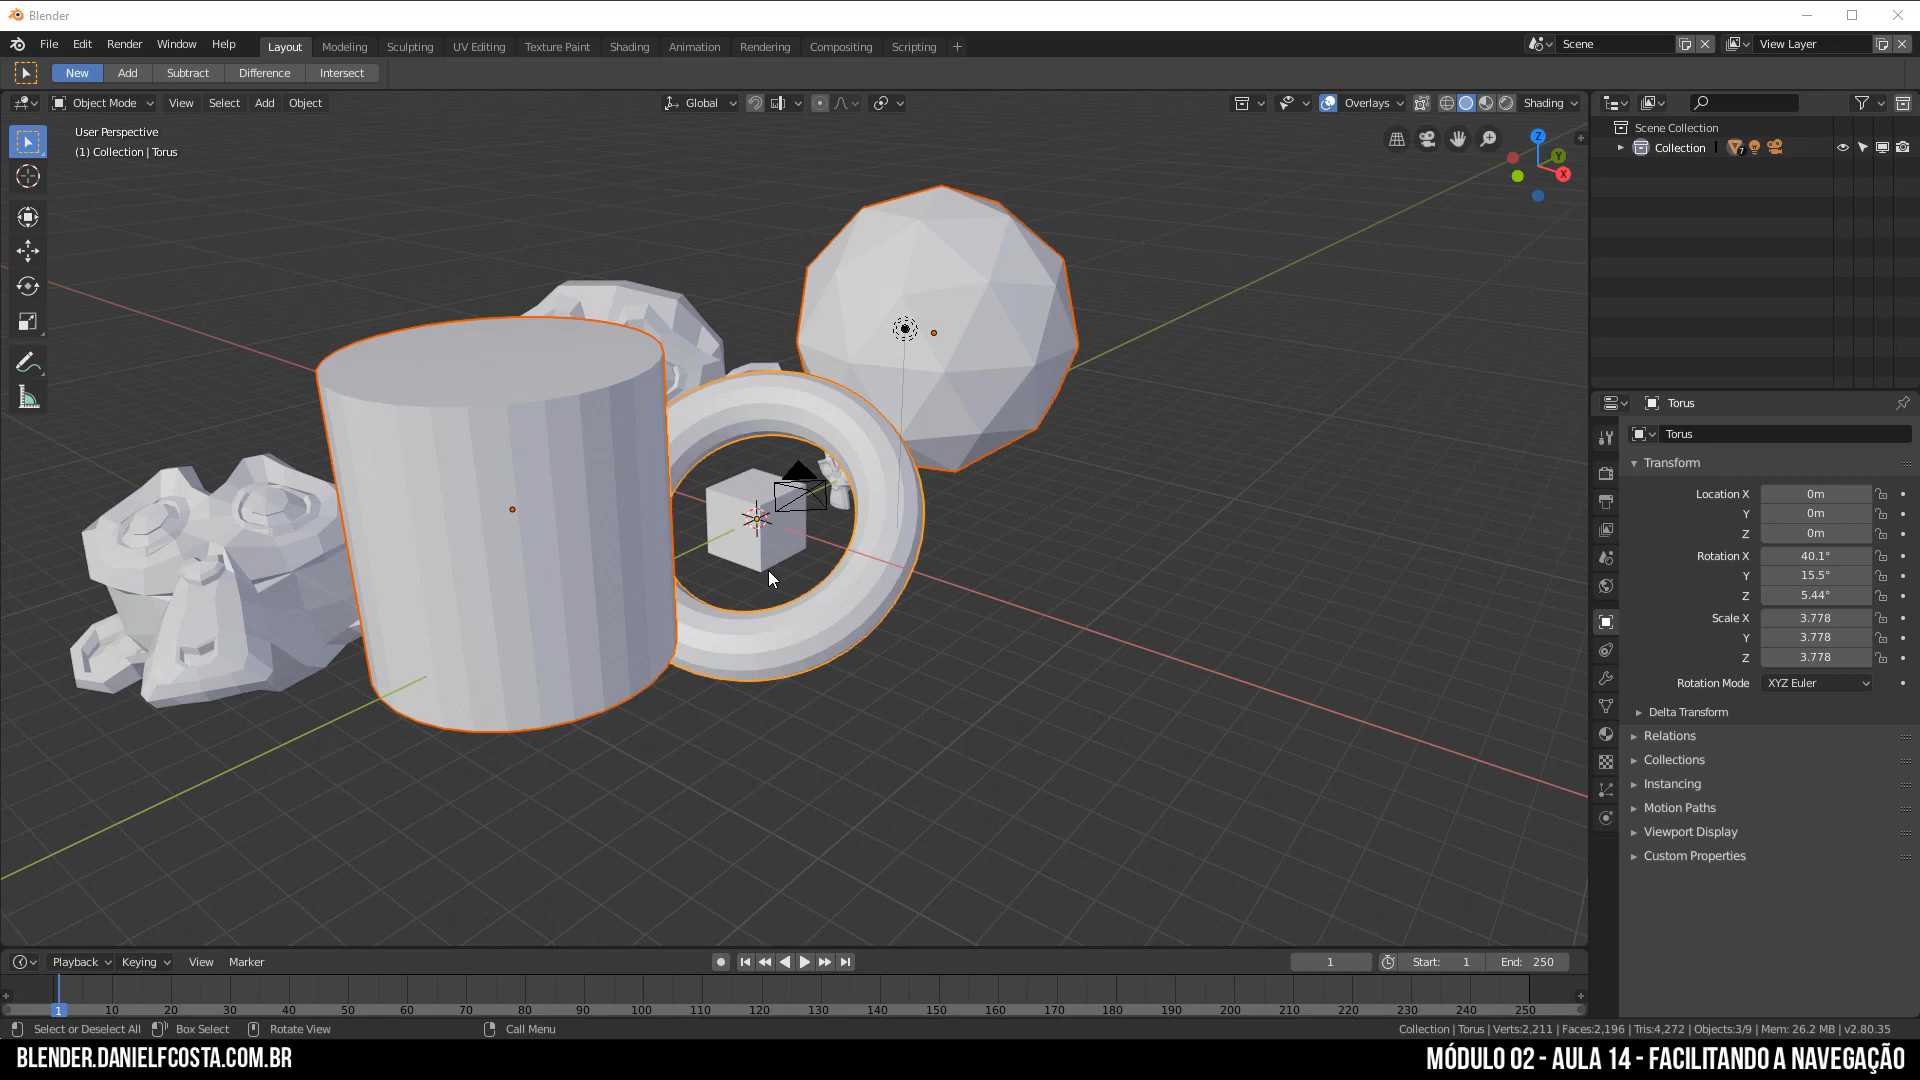 Blender
File Edit Render Window Help Layout Modeling Sculpting UV Editing Texture Paint Shading Animation Rendering Compositing Scripting + Scene View Layer
New Add Subtract Difference Intersect
Object Mode View Select Add Object Global Overlays Shading
User Perspective
(1) Collection | Torus
Z
Y
X
Scene Collection
Collection 7
Torus
Torus
Transform
Location X 0m
Y 0m
Z 0m
Rotation X 40.1°
Y 15.5°
Z 5.44°
Scale X 3.778
Y 3.778
Z 3.778
Rotation Mode XYZ Euler
Delta Transform
Relations
Collections
Instancing
Motion Paths
Viewport Display
Custom Properties
Playback Keying View Marker 1 Start: 1 End: 250
1 10 20 30 40 50 60 70 80 90 100 110 120 130 140 150 160 170 180 190 200 210 220 230 240 250
Select or Deselect All Box Select Rotate View Call Menu Collection | Torus | Verts:2,211 | Faces:2,196 | Tris:4,272 | Objects:3/9 | Mem: 26.2 MB | v2.80.35
BLENDER.DANIELFCOSTA.COM.BR MÓDULO 02 - AULA 14 - FACILITANDO A NAVEGAÇÃO